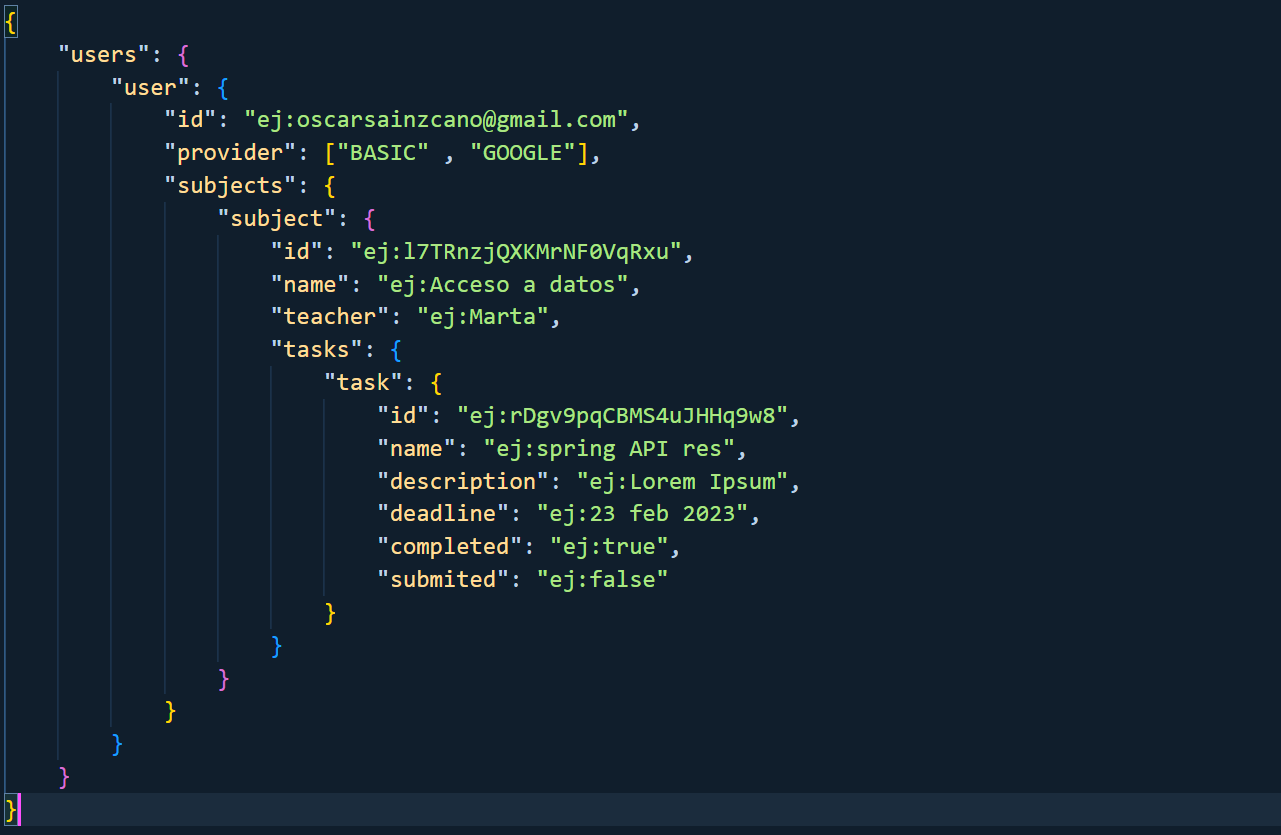 {
    "users": {
        "user": {
            "id": "ej:oscarsainzcano@gmail.com",
            "provider": ["BASIC" , "GOOGLE"],
            "subjects": {
                "subject": {
                    "id": "ej:l7TRnzjQXKMrNF0VqRxu",
                    "name": "ej:Acceso a datos",
                    "teacher": "ej:Marta",
                    "tasks": {
                        "task": {
                            "id": "ej:rDgv9pqCBMS4uJHHq9w8",
                            "name": "ej:spring API res",
                            "description": "ej:Lorem Ipsum",
                            "deadline": "ej:23 feb 2023",
                            "completed": "ej:true",
                            "submited": "ej:false"
                        }
                    }
                }
            }
        }
    }
}